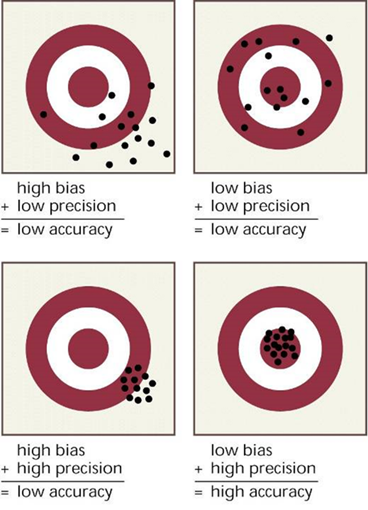 high bias
+ low precision
= low accuracy
low bias
+ low precision
= low accuracy
high bias
+ high precision
= low accuracy
low bias
+ high precision
= high accuracy